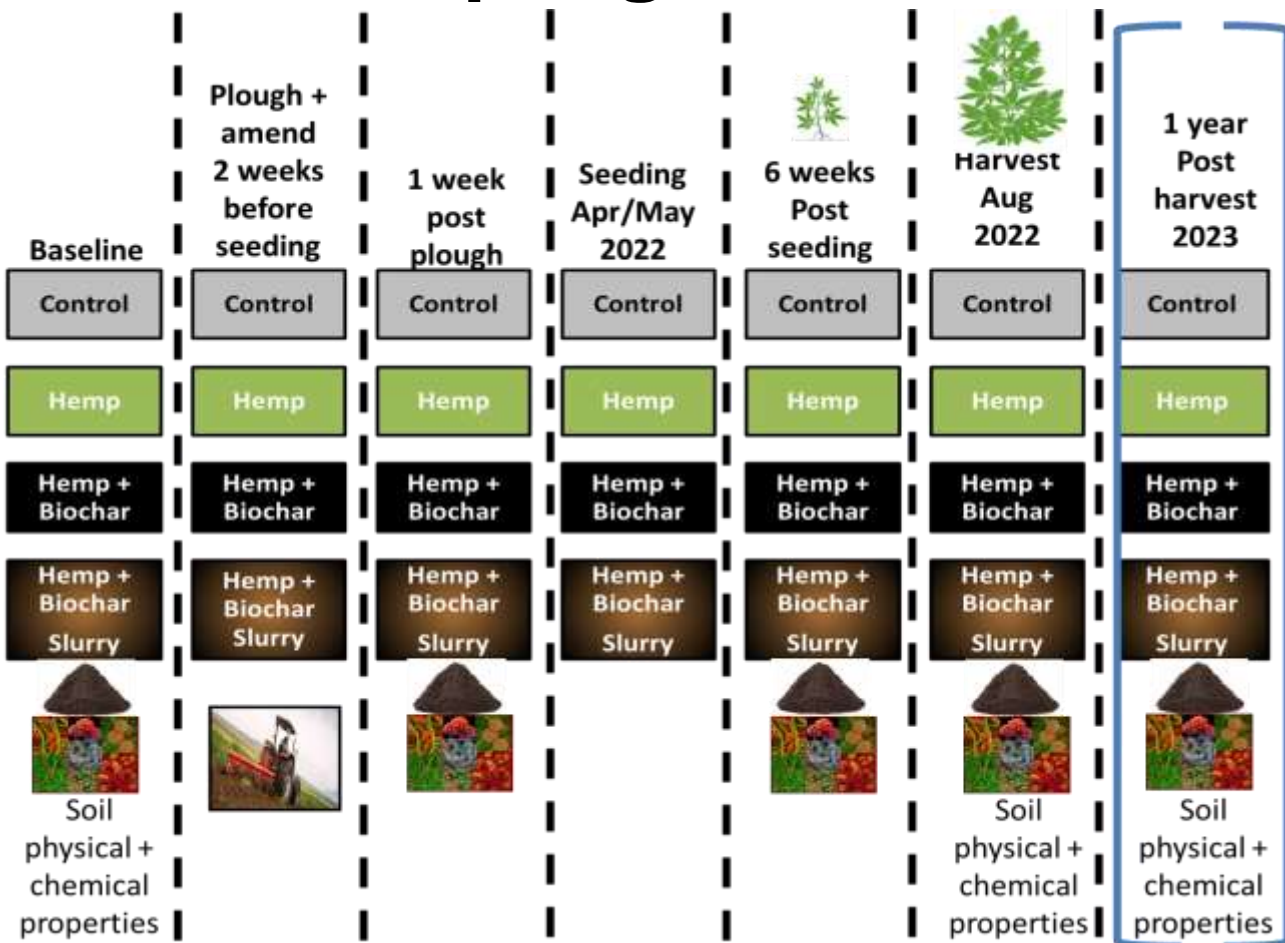 Baseline
Plough +
amend
2 weeks
before
seeding
1 week
post
plough
Seeding
Apr/May
2022
6 weeks
Post
seeding
Harvest
Aug
2022
1 year
Post
harvest
2023
Control
Control
Control
Control
Control
Control
Control
Hemp
Hemp
Hemp
Hemp
Hemp
Hemp
Hemp
Hemp +
Biochar
Hemp +
Biochar
Hemp +
Biochar
Hemp +
Biochar
Hemp +
Biochar
Hemp +
Biochar
Hemp +
Biochar
Hemp +
Biochar
Slurry
Hemp +
Biochar
Slurry
Hemp +
Biochar
Slurry
Hemp +
Biochar
Slurry
Hemp +
Biochar
Slurry
Hemp +
Biochar
Slurry
Hemp +
Biochar
Slurry
Soil
physical +
chemical
properties
Soil
physical +
chemical
properties
Soil
physical +
chemical
properties